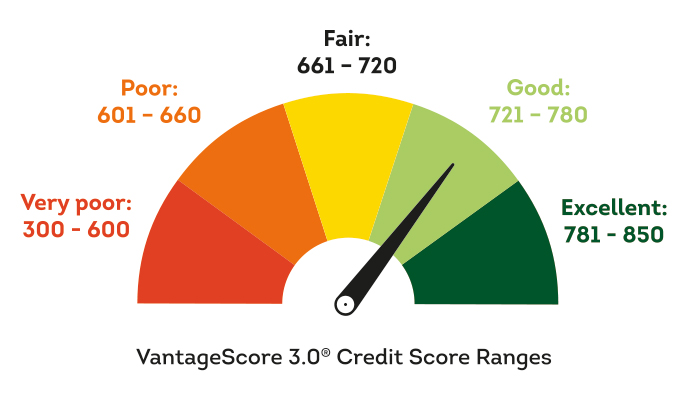 Fair:
661 – 720
Poor:
601 – 660
Good:
721 – 780
Very poor:
300 - 600
Excellent:
781 – 850
VantageScore 3.0® Credit Score Ranges